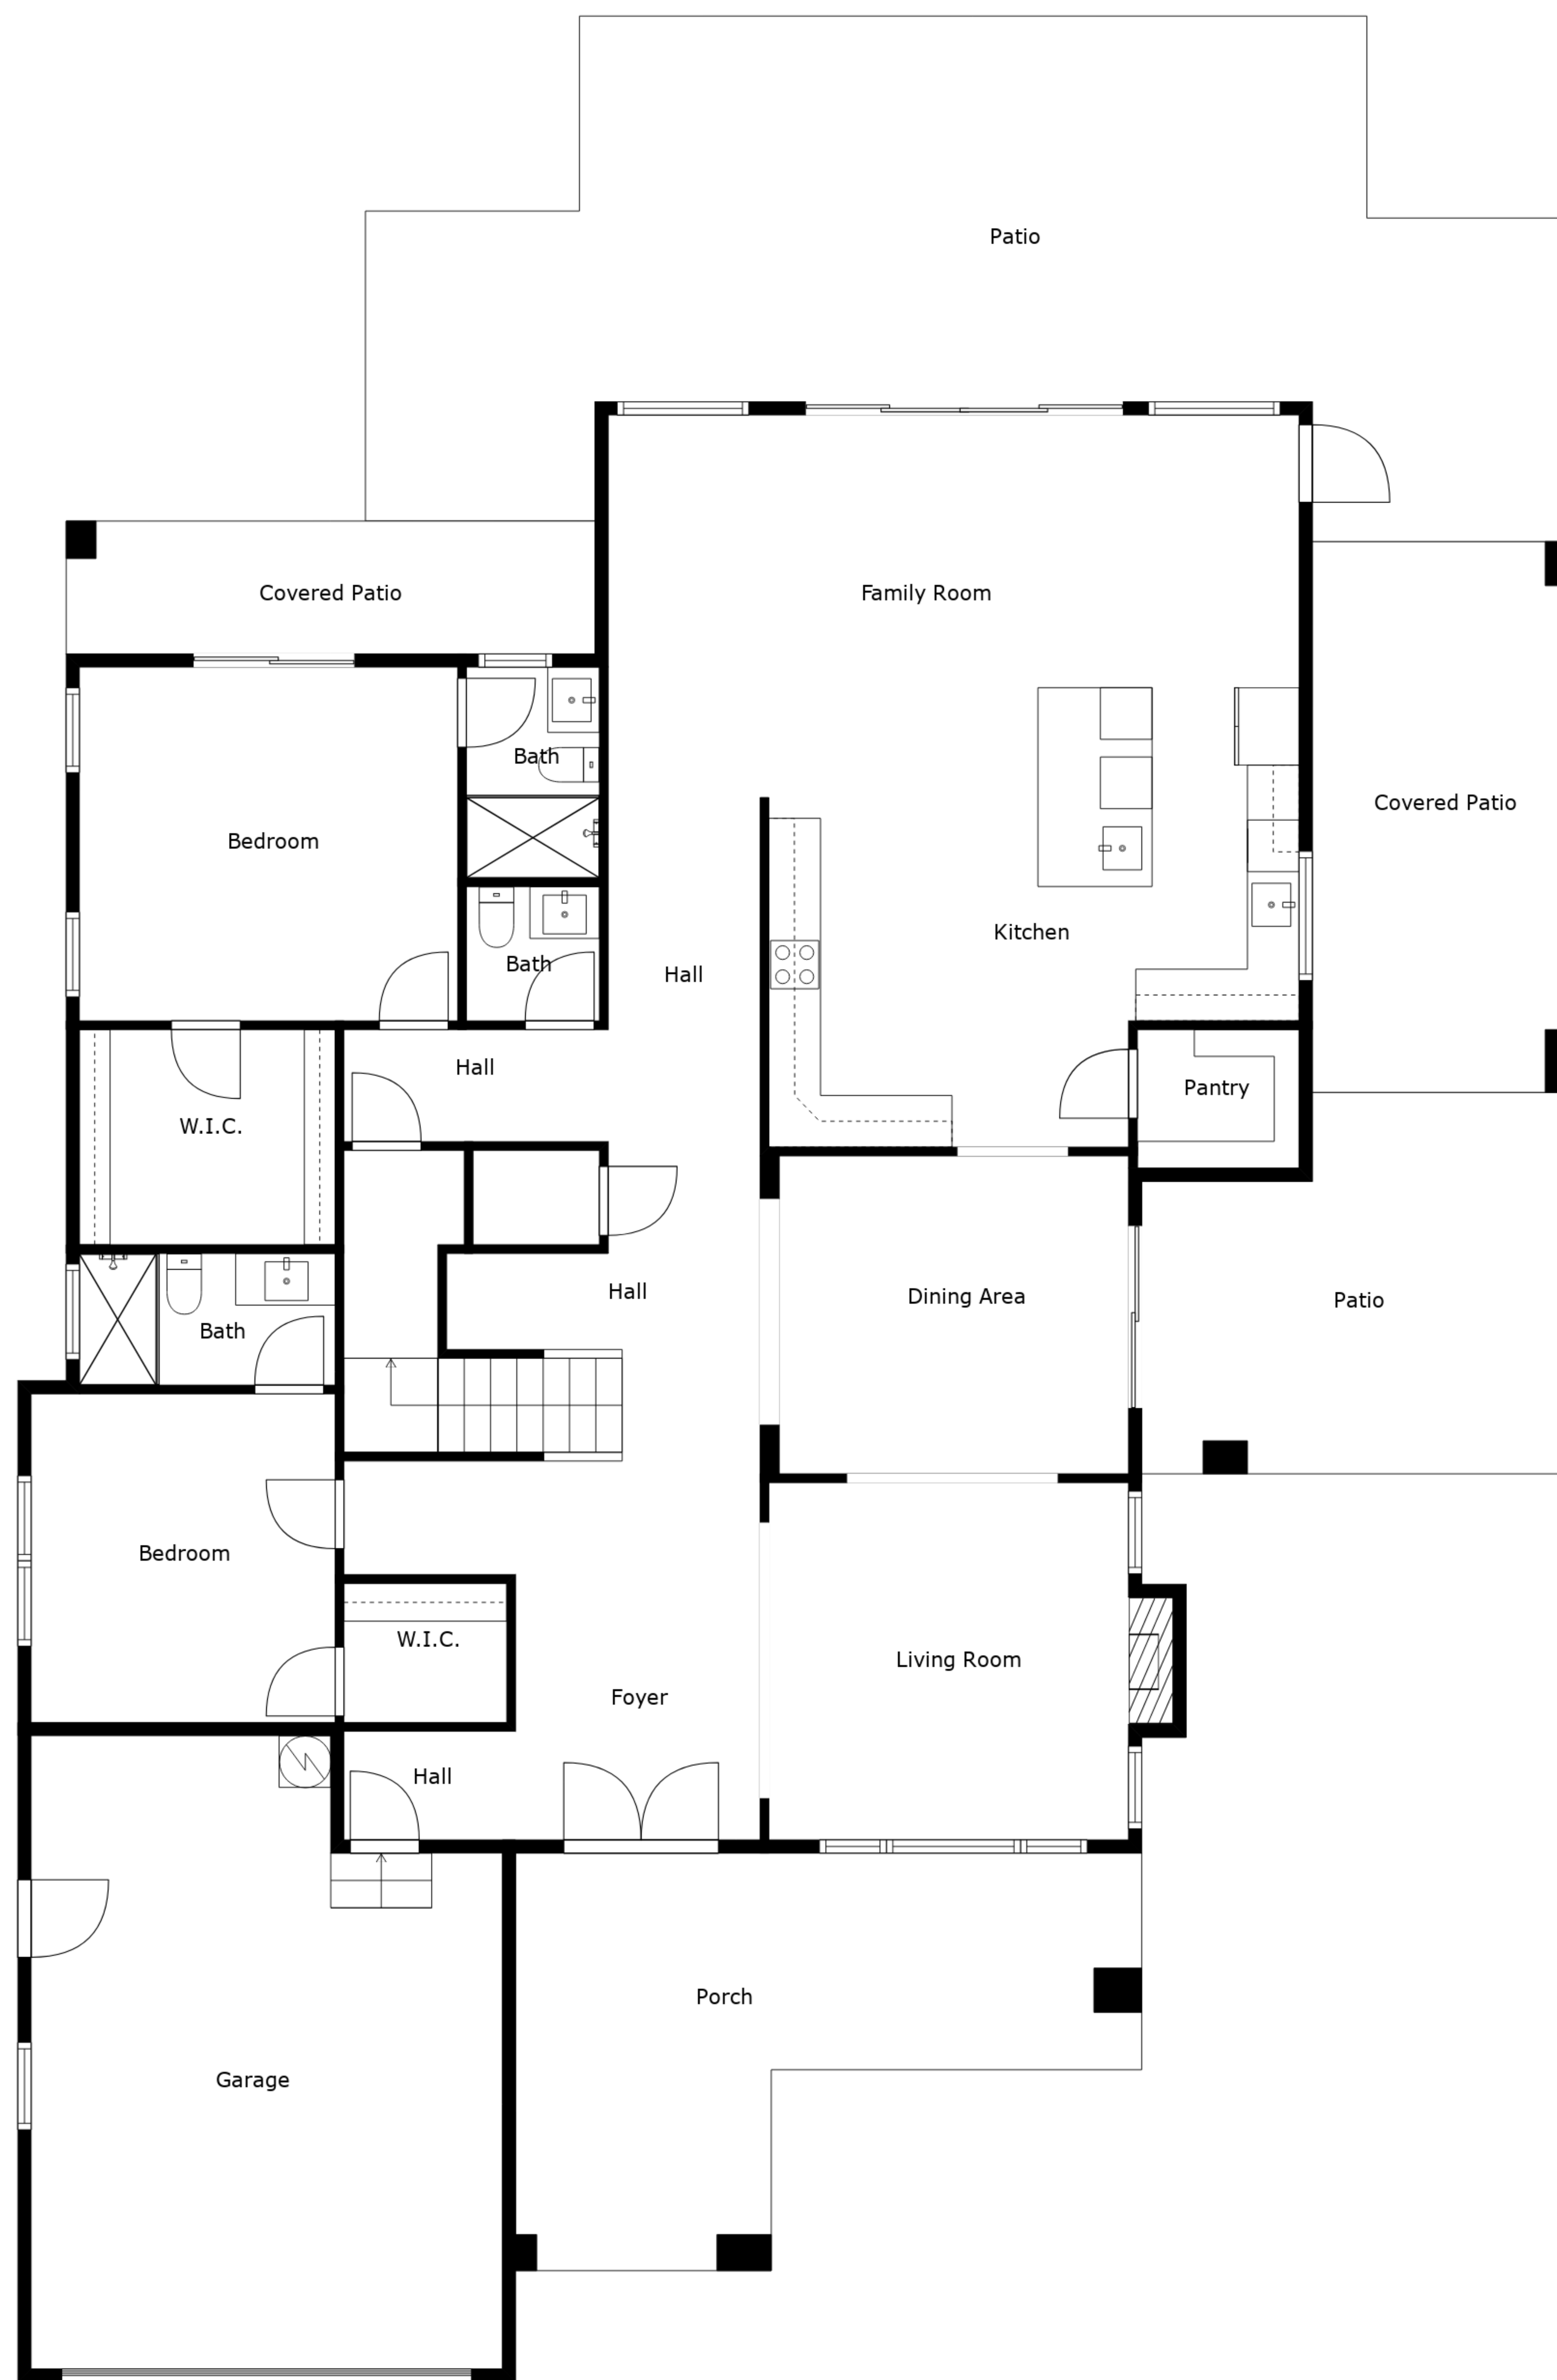 Patio
Covered Patio
Family Room
Bath
Covered Patio
Bedroom
Kitchen
Bath
Hall
Hall
Pantry
W.I.C.
Hall
Dining Area
Patio
Bath
Bedroom
W.I.C.
Living Room
Foyer
Hall
Porch
Garage